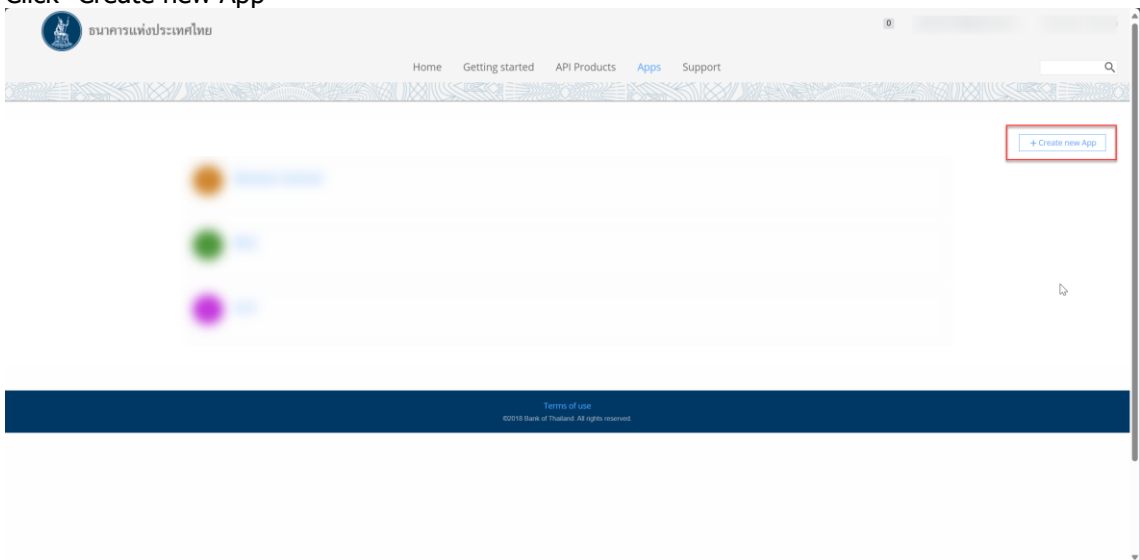 Click "Create new App"
ธนาคารแห่งประเทศไทย
0
Home Getting started API Products Apps Support
+ Create new App
Terms of use
©2018 Bank of Thailand. All rights reserved.